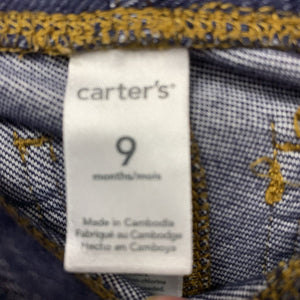 carter's®
9
months/mois
Made in Cambodia
Fabriqué au Cambodge
Hecho en Camboya